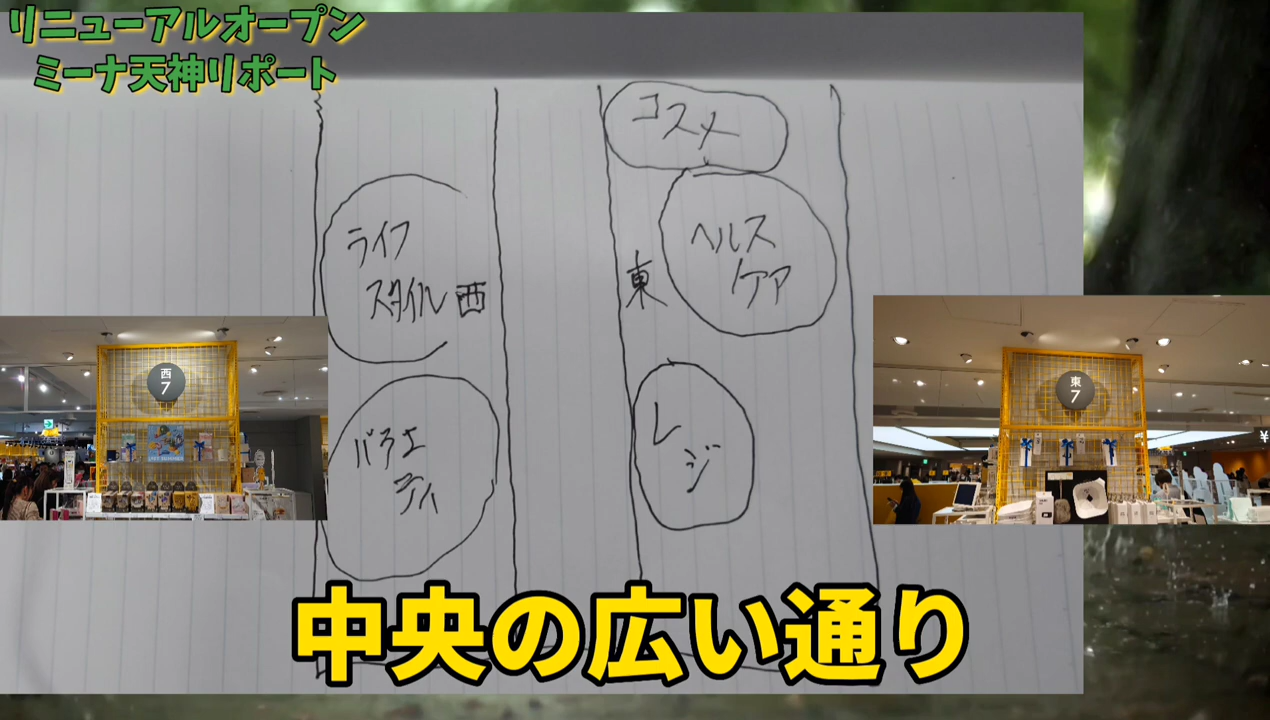 リニューアルオープン
ミーナ天神リポート
コスメ
ライフ
スタイル
西
東
ヘルス
ケア
バラエ
ティ
レ
ジ
西
7
東
7
¥
中央の広い通り